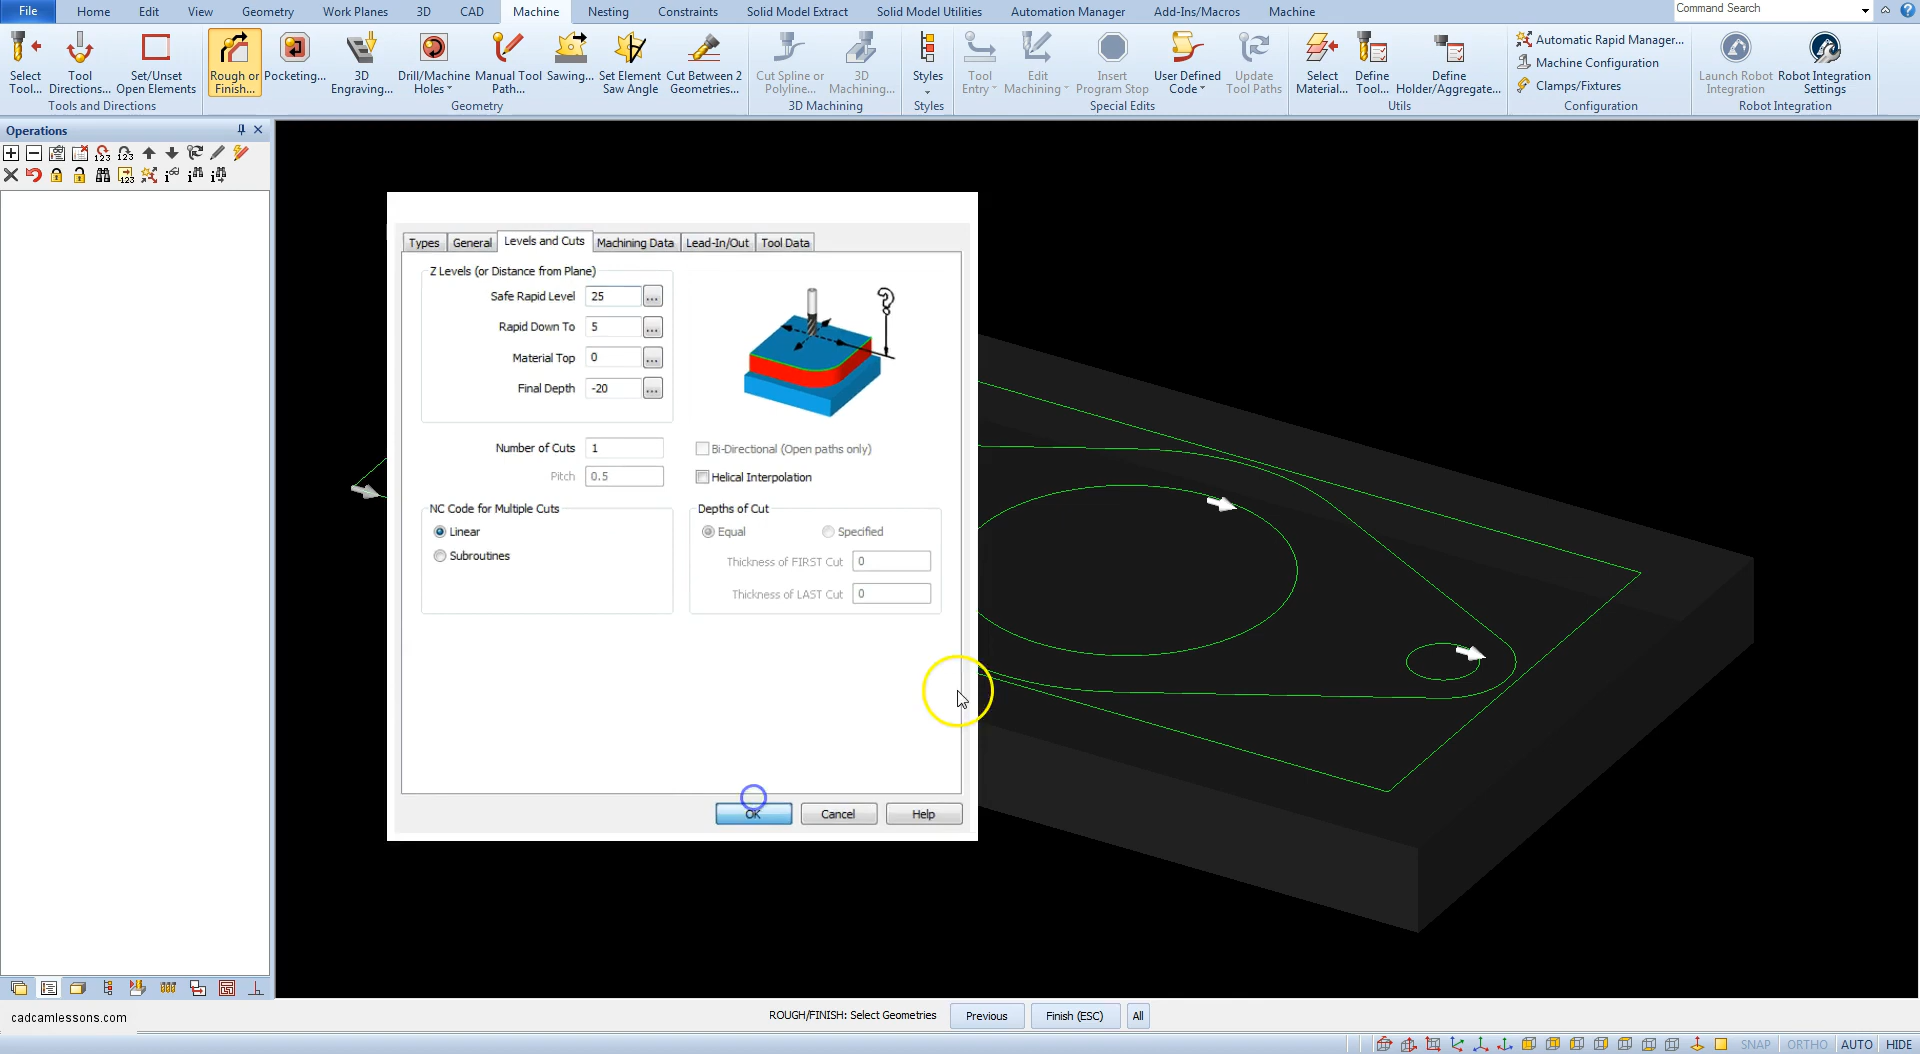 File Home Edit View Geometry Work Planes 3D CAD Machine Nesting Constraints Solid Model Extract Solid Model Utilities Automation Manager Add-Ins/Macros Machine Command Search
Select Tool... Tool Directions... Set/Unset Open Elements
Tools and Directions
Rough or Finish... Pocketing... 3D Engraving... Drill/Machine Holes Manual Tool Path... Sawing... Set Element Saw Angle Cut Between 2 Geometries...
Geometry
Cut Spline or Polyline... 3D Machining...
3D Machining
Styles
Styles
Tool Entry Edit Machining Insert Program Stop User Defined Code Update Tool Paths
Special Edits
Select Material... Define Tool... Define Holder/Aggregate...
Utils
Automatic Rapid Manager...
Machine Configuration
Clamps/Fixtures
Configuration
Launch Robot Integration Robot Integration Settings
Robot Integration
Operations
Types General Levels and Cuts Machining Data Lead-In/Out Tool Data
Z Levels (or Distance from Plane)
Safe Rapid Level 25 ...
Rapid Down To 5 ...
Material Top 0 ...
Final Depth -20 ...
Number of Cuts 1
Bi-Directional (Open paths only)
Pitch 0.5
Helical Interpolation
NC Code for Multiple Cuts
Linear
Subroutines
Depths of Cut
Equal Specified
Thickness of FIRST Cut 0
Thickness of LAST Cut 0
OK Cancel Help
cadcamlessons.com
ROUGH/FINISH: Select Geometries Previous Finish (ESC) All
SNAP ORTHO AUTO HIDE